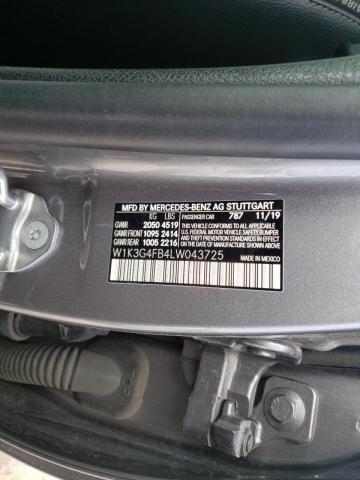 MFD BY MERCEDES-BENZ AG STUTTGART
KG LBS PASSENGER CAR 787 11/19
GVWR 2050 4519
GAWR FRONT 1095 2414
GAWR REAR 1005 2216
THIS VEHICLE CONFORMS TO ALL APPLICABLE
U.S. FEDERAL MOTOR VEHICLE SAFETY, BUMPER
AND THEFT PREVENTION STANDARDS IN EFFECT
ON THE DATE OF MANUFACTURE SHOWN ABOVE.
W1K3G4FB4LW043725
MADE IN MEXICO